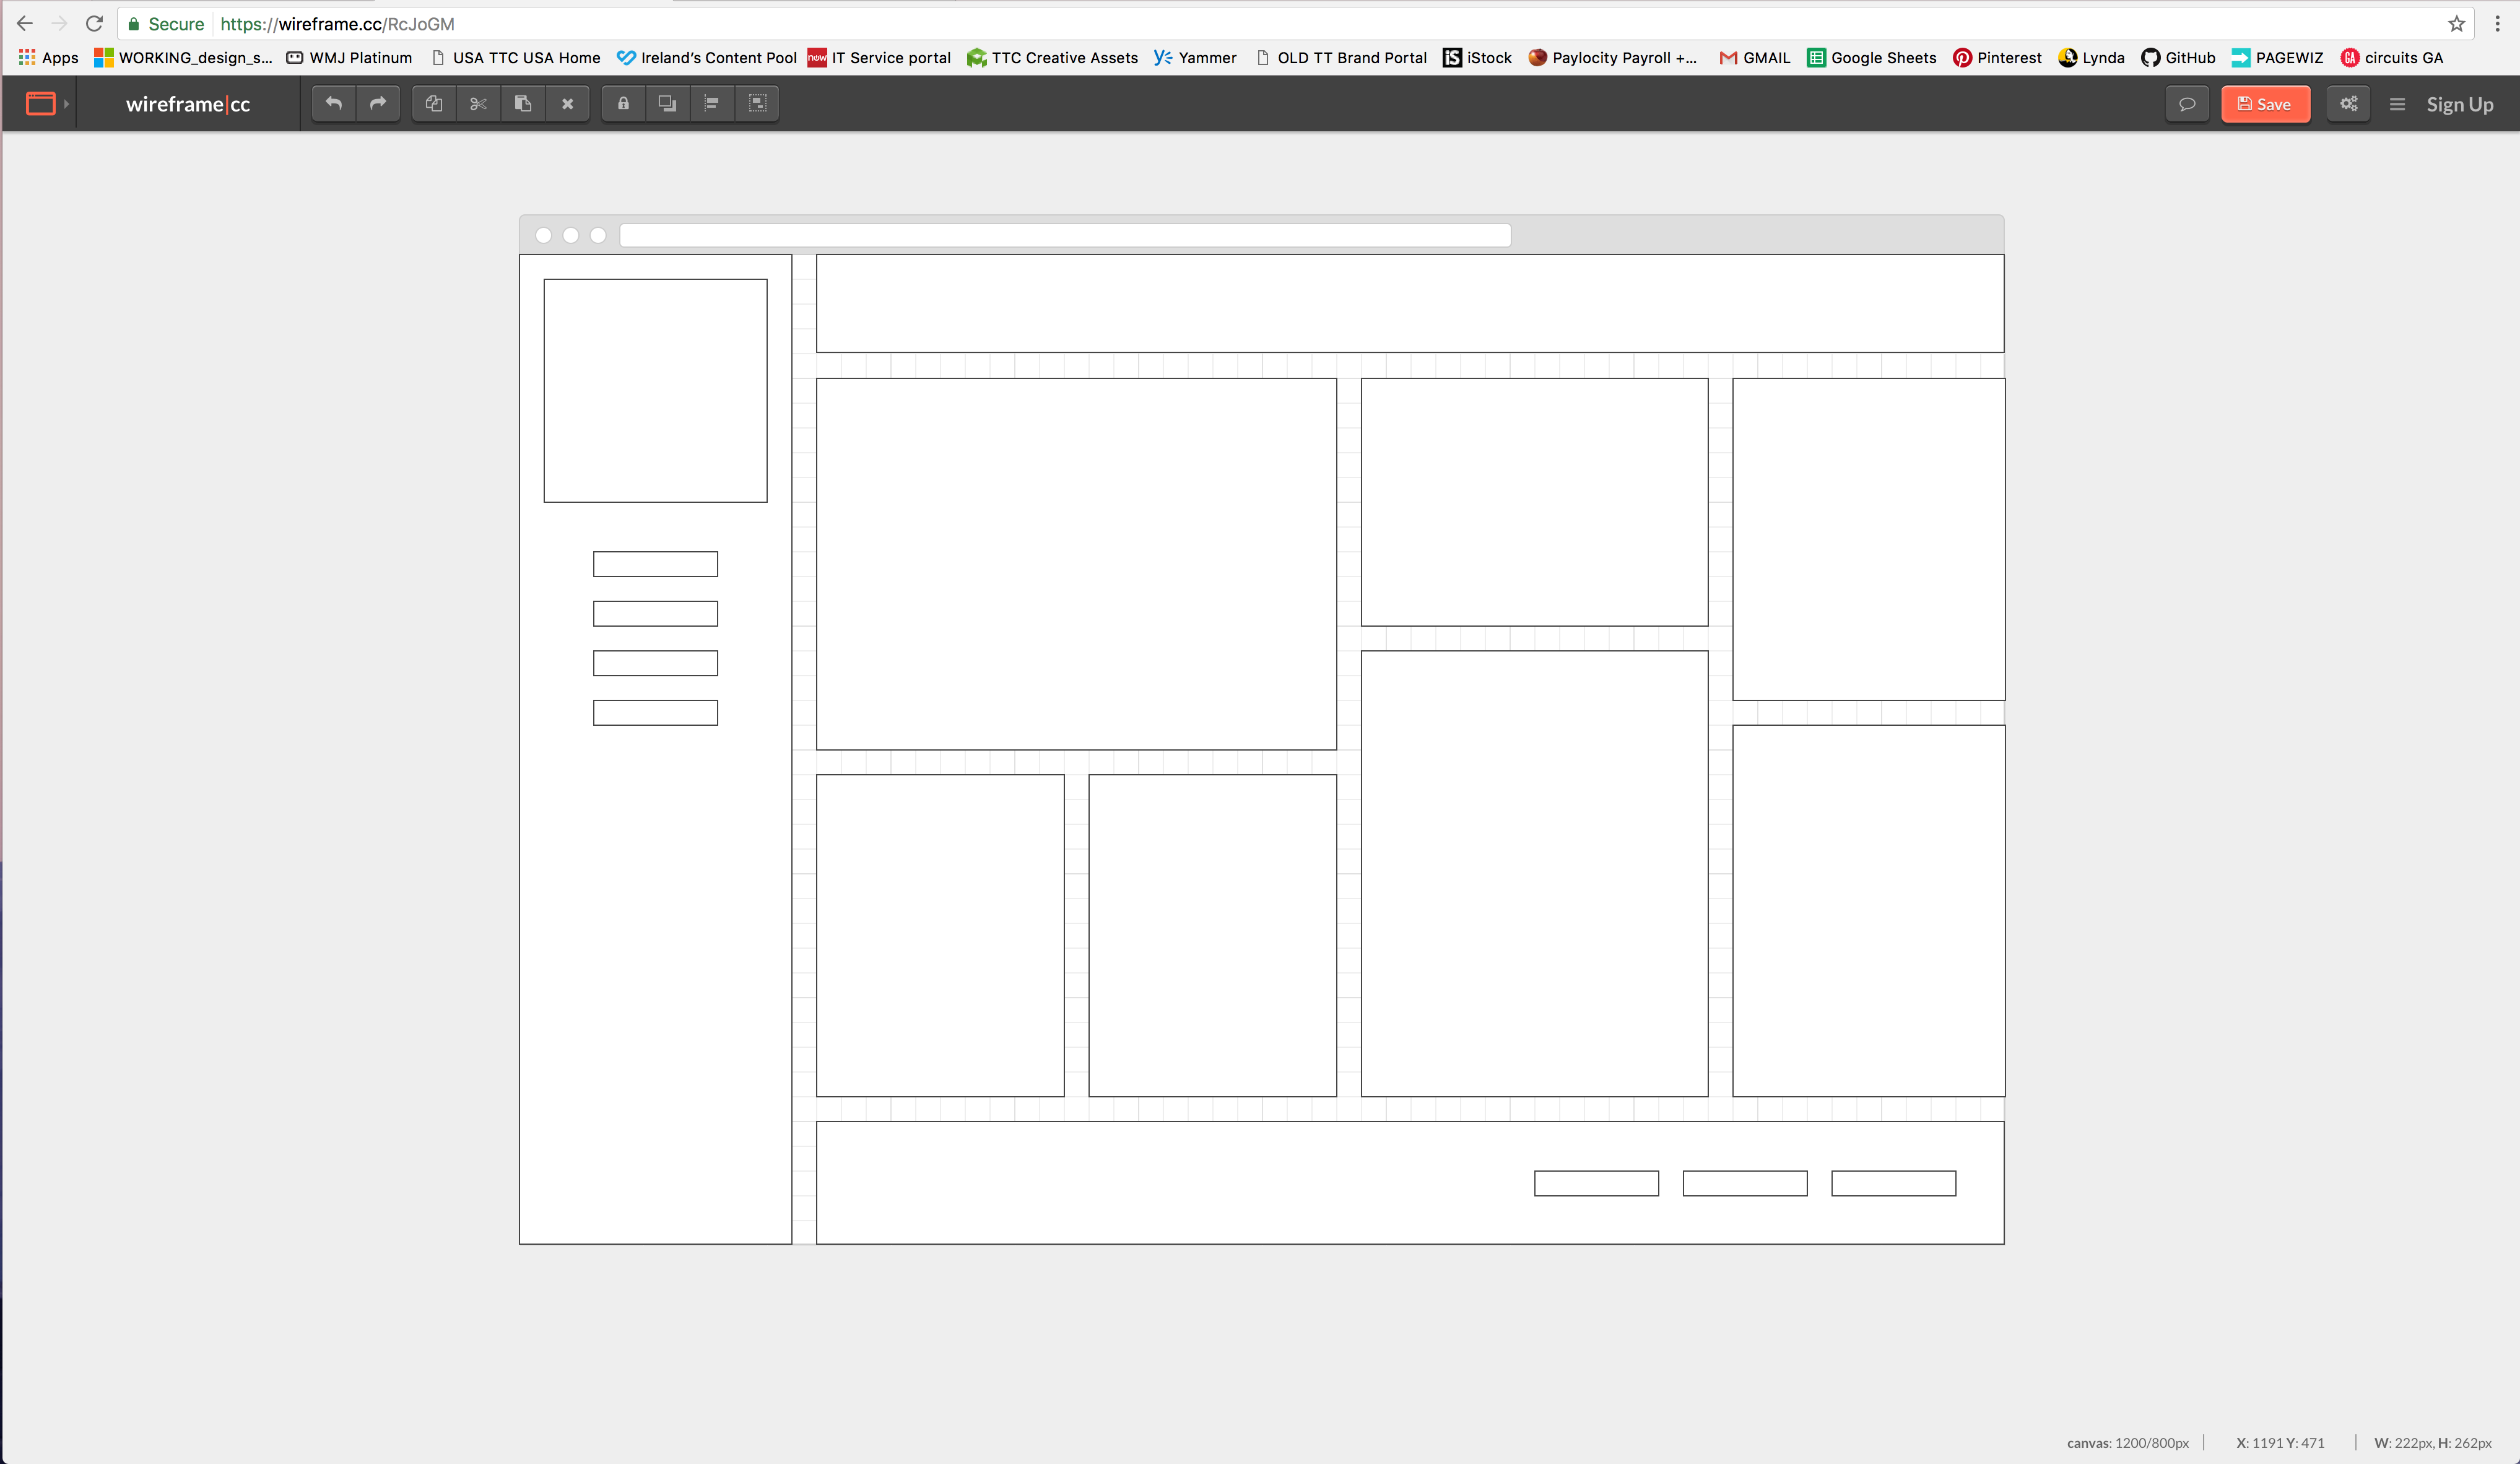 Secure https://wireframe.cc/RcJoGM
Apps WORKING_design_s... WMJ Platinum USA TTC USA Home Ireland's Content Pool now IT Service portal TTC Creative Assets Yammer OLD TT Brand Portal iS iStock Paylocity Payroll +... GMAIL Google Sheets Pinterest Lynda GitHub PAGEWIZ GA circuits GA
wireframe|cc Save Sign Up
canvas: 1200/800px X: 1191 Y: 471 W: 222px, H: 262px